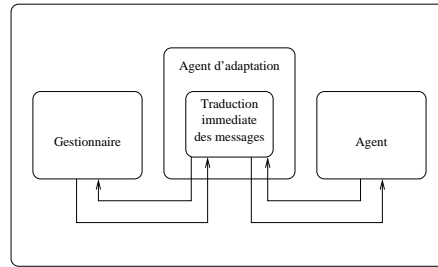 Agent d'adaptation
Traduction
immediate
des messages
Gestionnaire
Agent